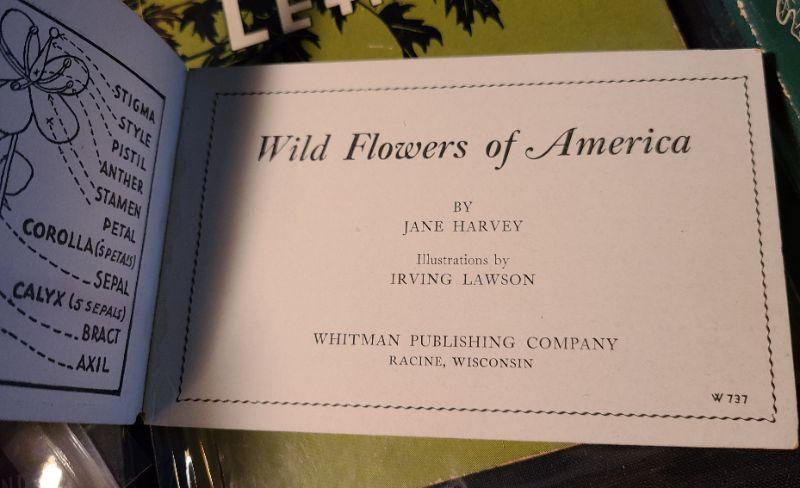 STIGMA
STYLE
PISTIL
ANTHER
STAMEN
PETAL
COROLLA (5 PETALS)
SEPAL
CALYX (5 SEPALS)
BRACT
AXIL
Wild Flowers of America
BY
JANE HARVEY
Illustrations by
IRVING LAWSON
WHITMAN PUBLISHING COMPANY
RACINE, WISCONSIN
W 737